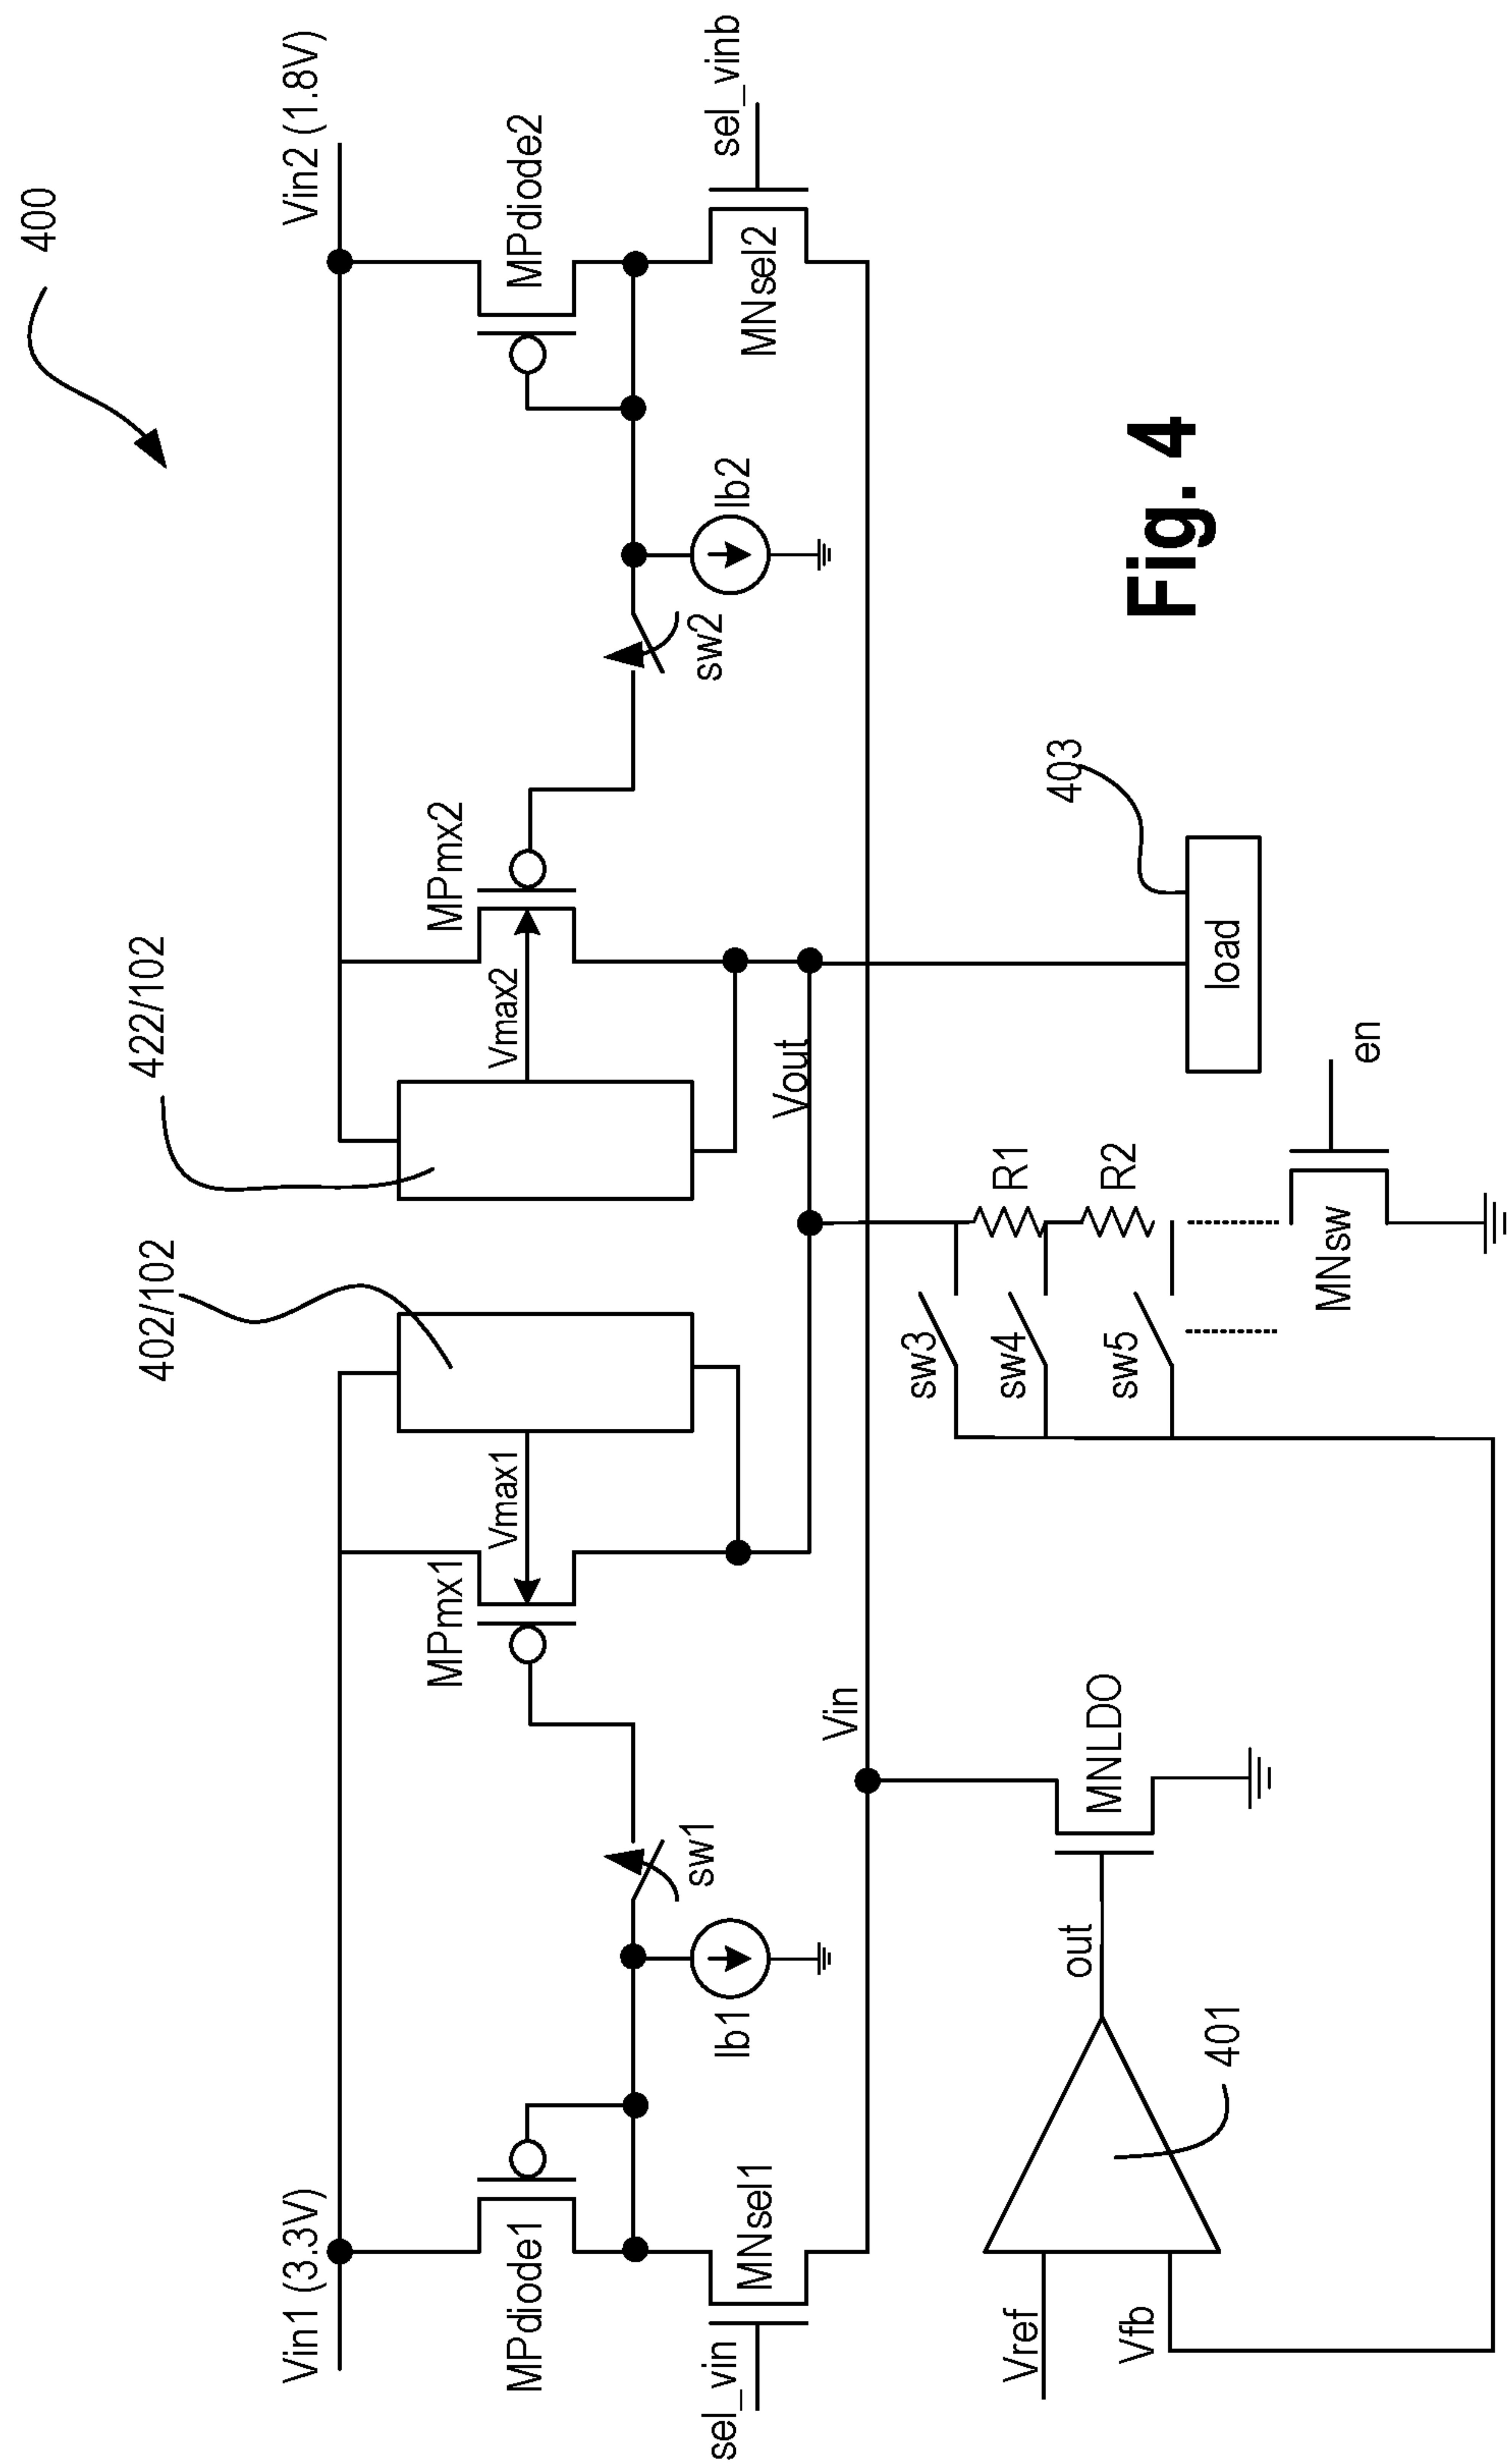 400
Vin1 (3.3V)
402/102
422/102
Vin2 (1.8V)
MPdiode1
MPmx1
Vmax1
Vmax2
MPmx2
MPdiode2
sel_vin
MNsel1
Ib1
sw1
sw2
Ib2
MNsel2
sel_vinb
Vin
Vout
Vref
Vfb
401
out
MNLDO
sw3
sw4
sw5
R1
R2
MNsw
en
load
403
Fig. 4